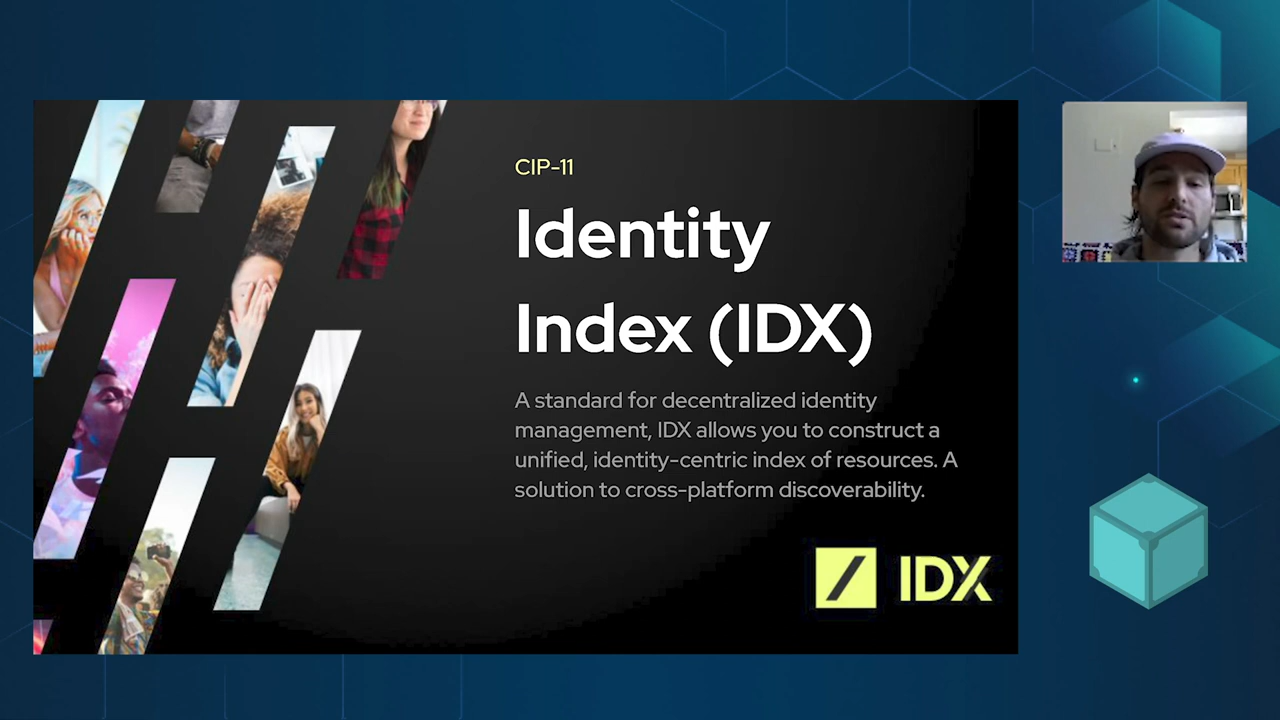 CIP-11
Identity
Index (IDX)
A standard for decentralized identity
management, IDX allows you to construct a
unified, identity-centric index of resources. A
solution to cross-platform discoverability.
IDX